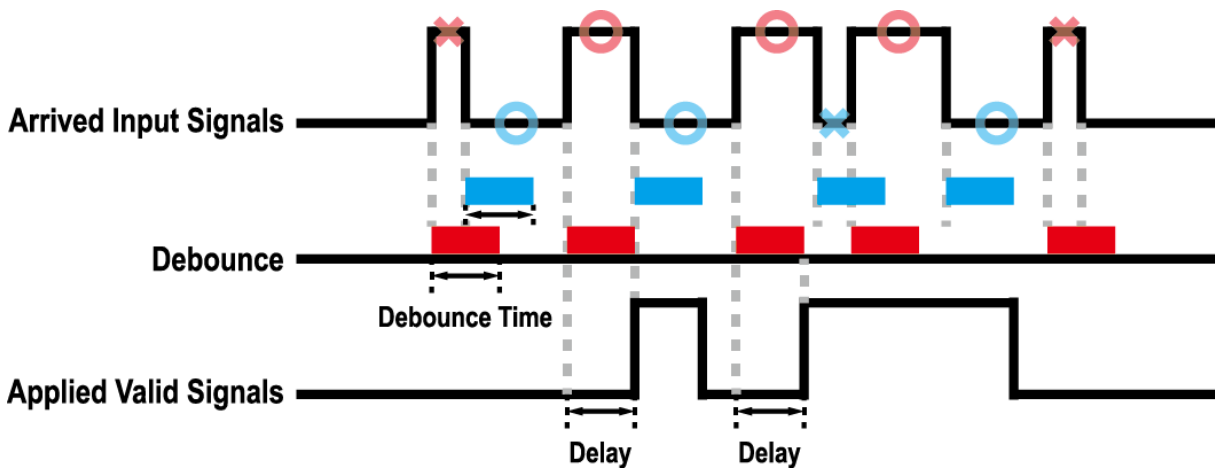 Arrived Input Signals
Debounce
Debounce Time
Applied Valid Signals
Delay
Delay